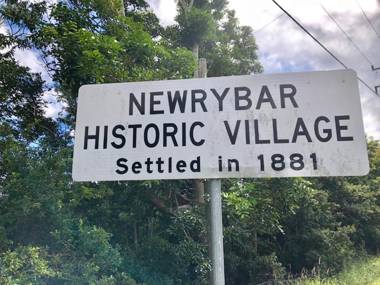 NEWRYBAR
HISTORIC VILLAGE
Settled in 1881